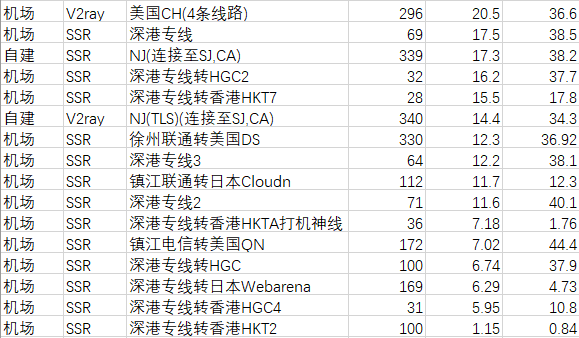 机场 V2ray 美国CH(4条线路) 296 20.5 36.6
机场 SSR 深港专线 69 17.5 38.5
自建 SSR NJ(连接至SJ,CA) 339 17.3 38.2
机场 SSR 深港专线转HGC2 32 16.2 37.7
机场 SSR 深港专线转香港HKT7 28 15.5 17.8
自建 V2ray NJ(TLS)(连接至SJ,CA) 340 14.4 34.3
机场 SSR 徐州联通转美国DS 330 12.3 36.92
机场 SSR 深港专线3 64 12.2 38.1
机场 SSR 镇江联通转日本Cloudn 112 11.7 12.3
机场 SSR 深港专线2 71 11.6 40.1
机场 SSR 深港专线转香港HKTA打机神线 36 7.18 1.76
机场 SSR 镇江电信转美国QN 172 7.02 44.4
机场 SSR 深港专线转HGC 100 6.74 37.9
机场 SSR 深港专线转日本Webarena 169 6.29 4.73
机场 SSR 深港专线转香港HGC4 31 5.95 10.8
机场 SSR 深港专线转香港HKT2 100 1.15 0.84